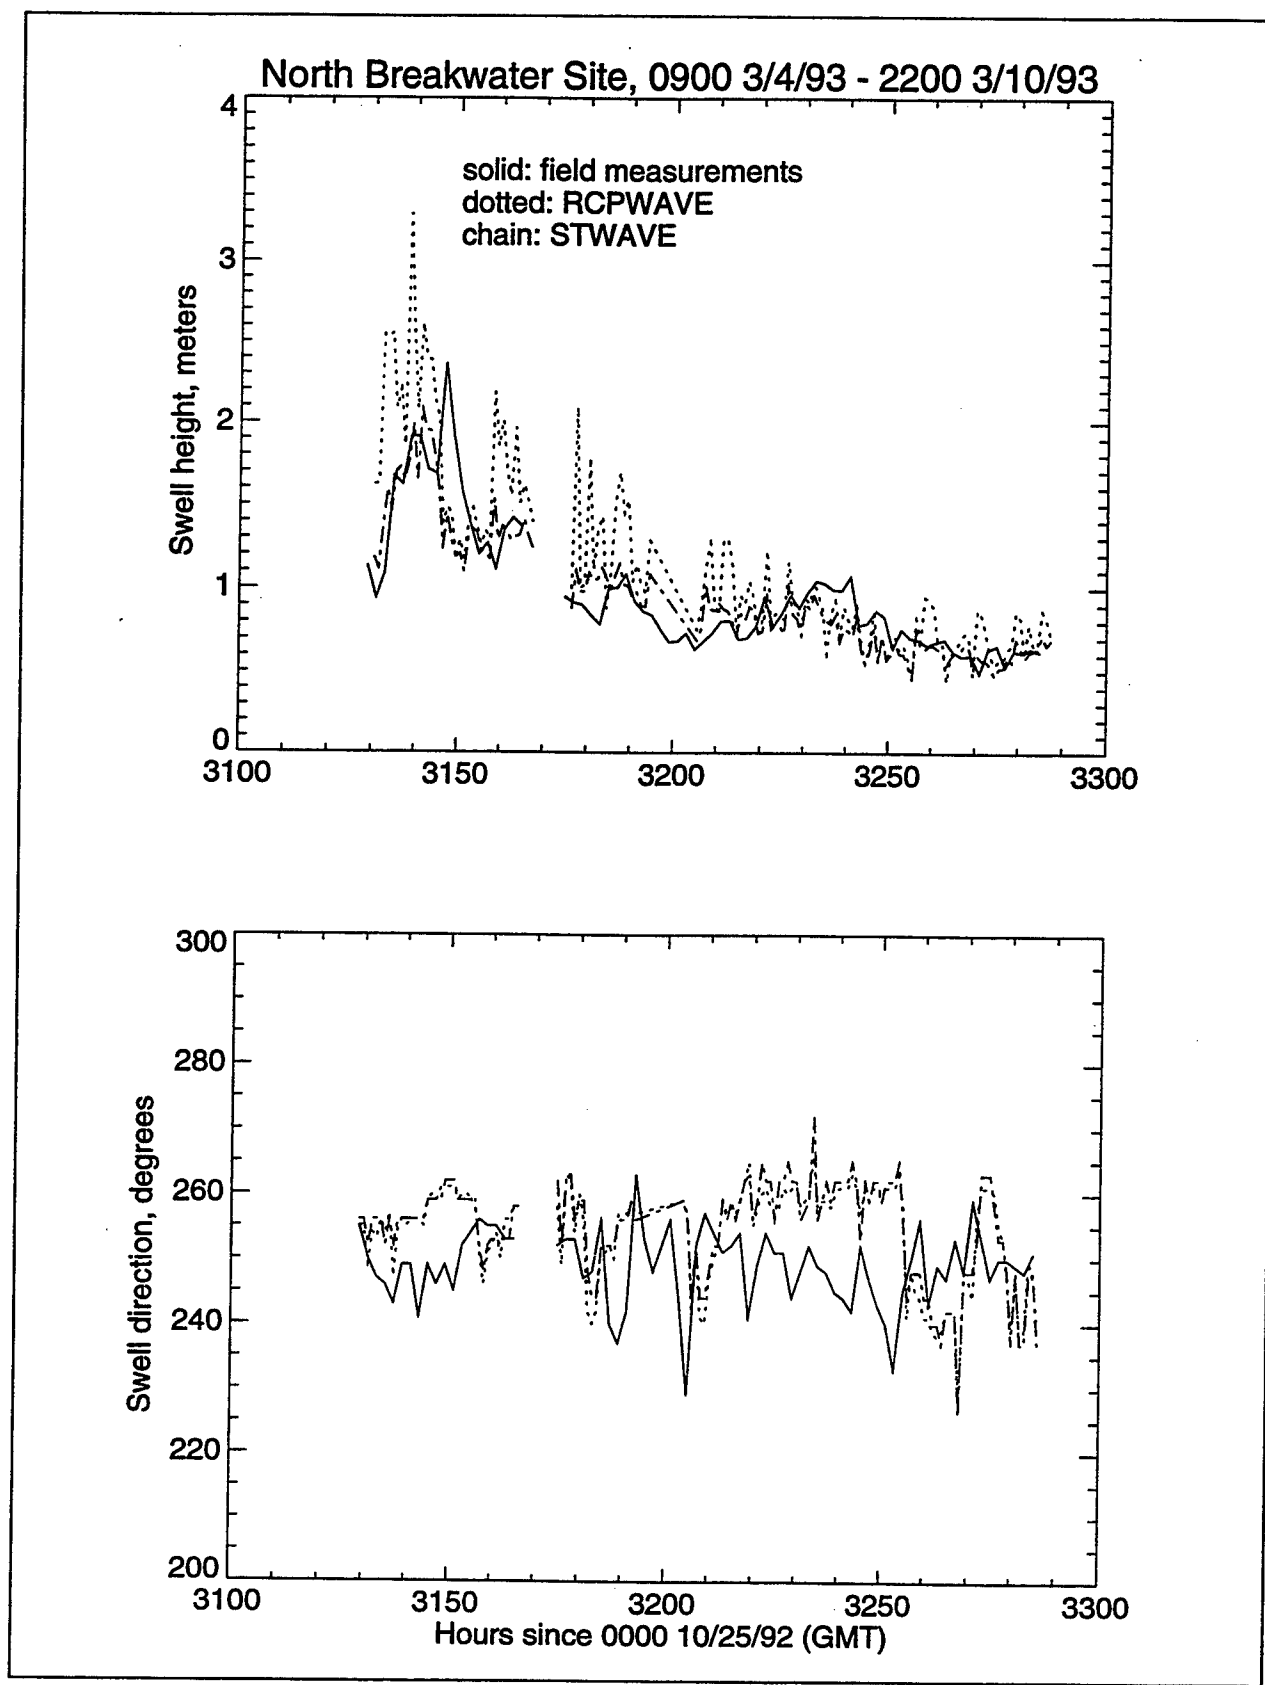 North Breakwater Site, 0900 3/4/93 - 2200 3/10/93
4
solid: field measurements
dotted: RCPWAVE
chain: STWAVE
3
Swell height, meters
2
1
0
3100 3150 3200 3250 3300
300
280
Swell direction, degrees
260
240
220
200
3100 3150 3200 3250 3300
Hours since 0000 10/25/92 (GMT)